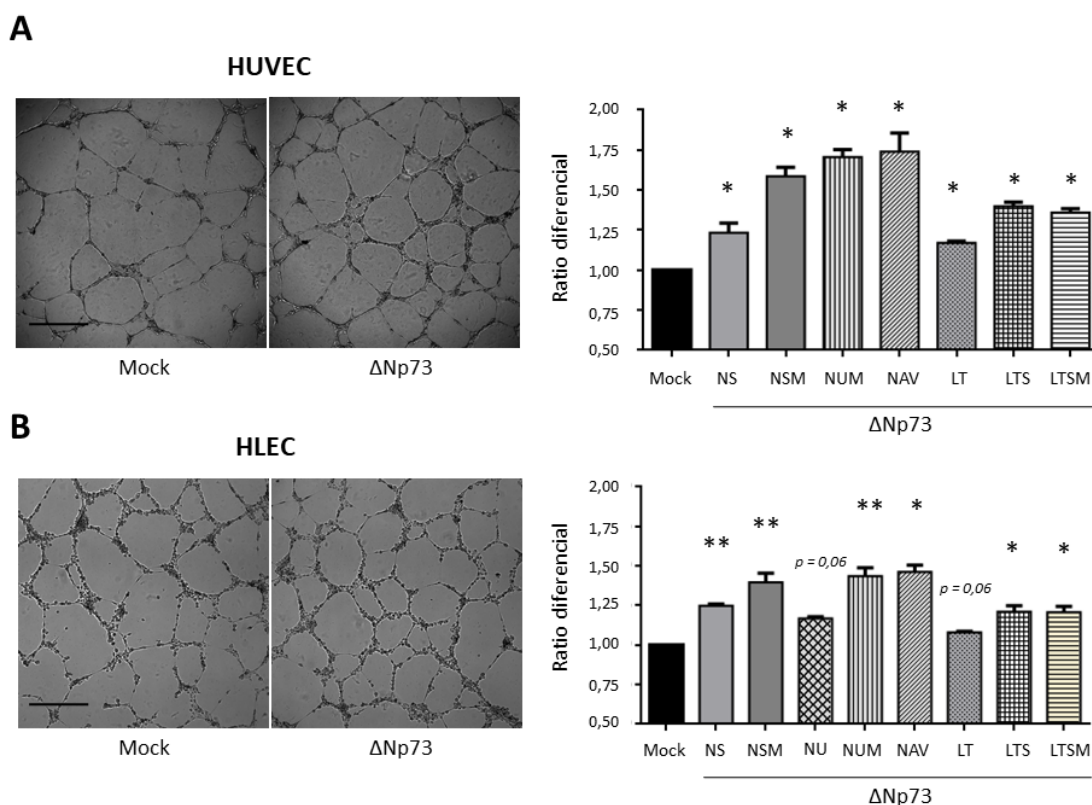 A
HUVEC
Mock
ΔNp73
Ratio diferencial
2,00
1,75
1,50
1,25
1,00
0,75
0,50
*
*
*
*
*
*
*
Mock NS NSM NUM NAV LT LTS LTSM
ΔNp73
B
HLEC
Mock
ΔNp73
Ratio diferencial
2,00
1,75
1,50
1,25
1,00
0,75
0,50
**
**
p = 0,06
**
*
p = 0,06
*
*
Mock NS NSM NU NUM NAV LT LTS LTSM
ΔNp73